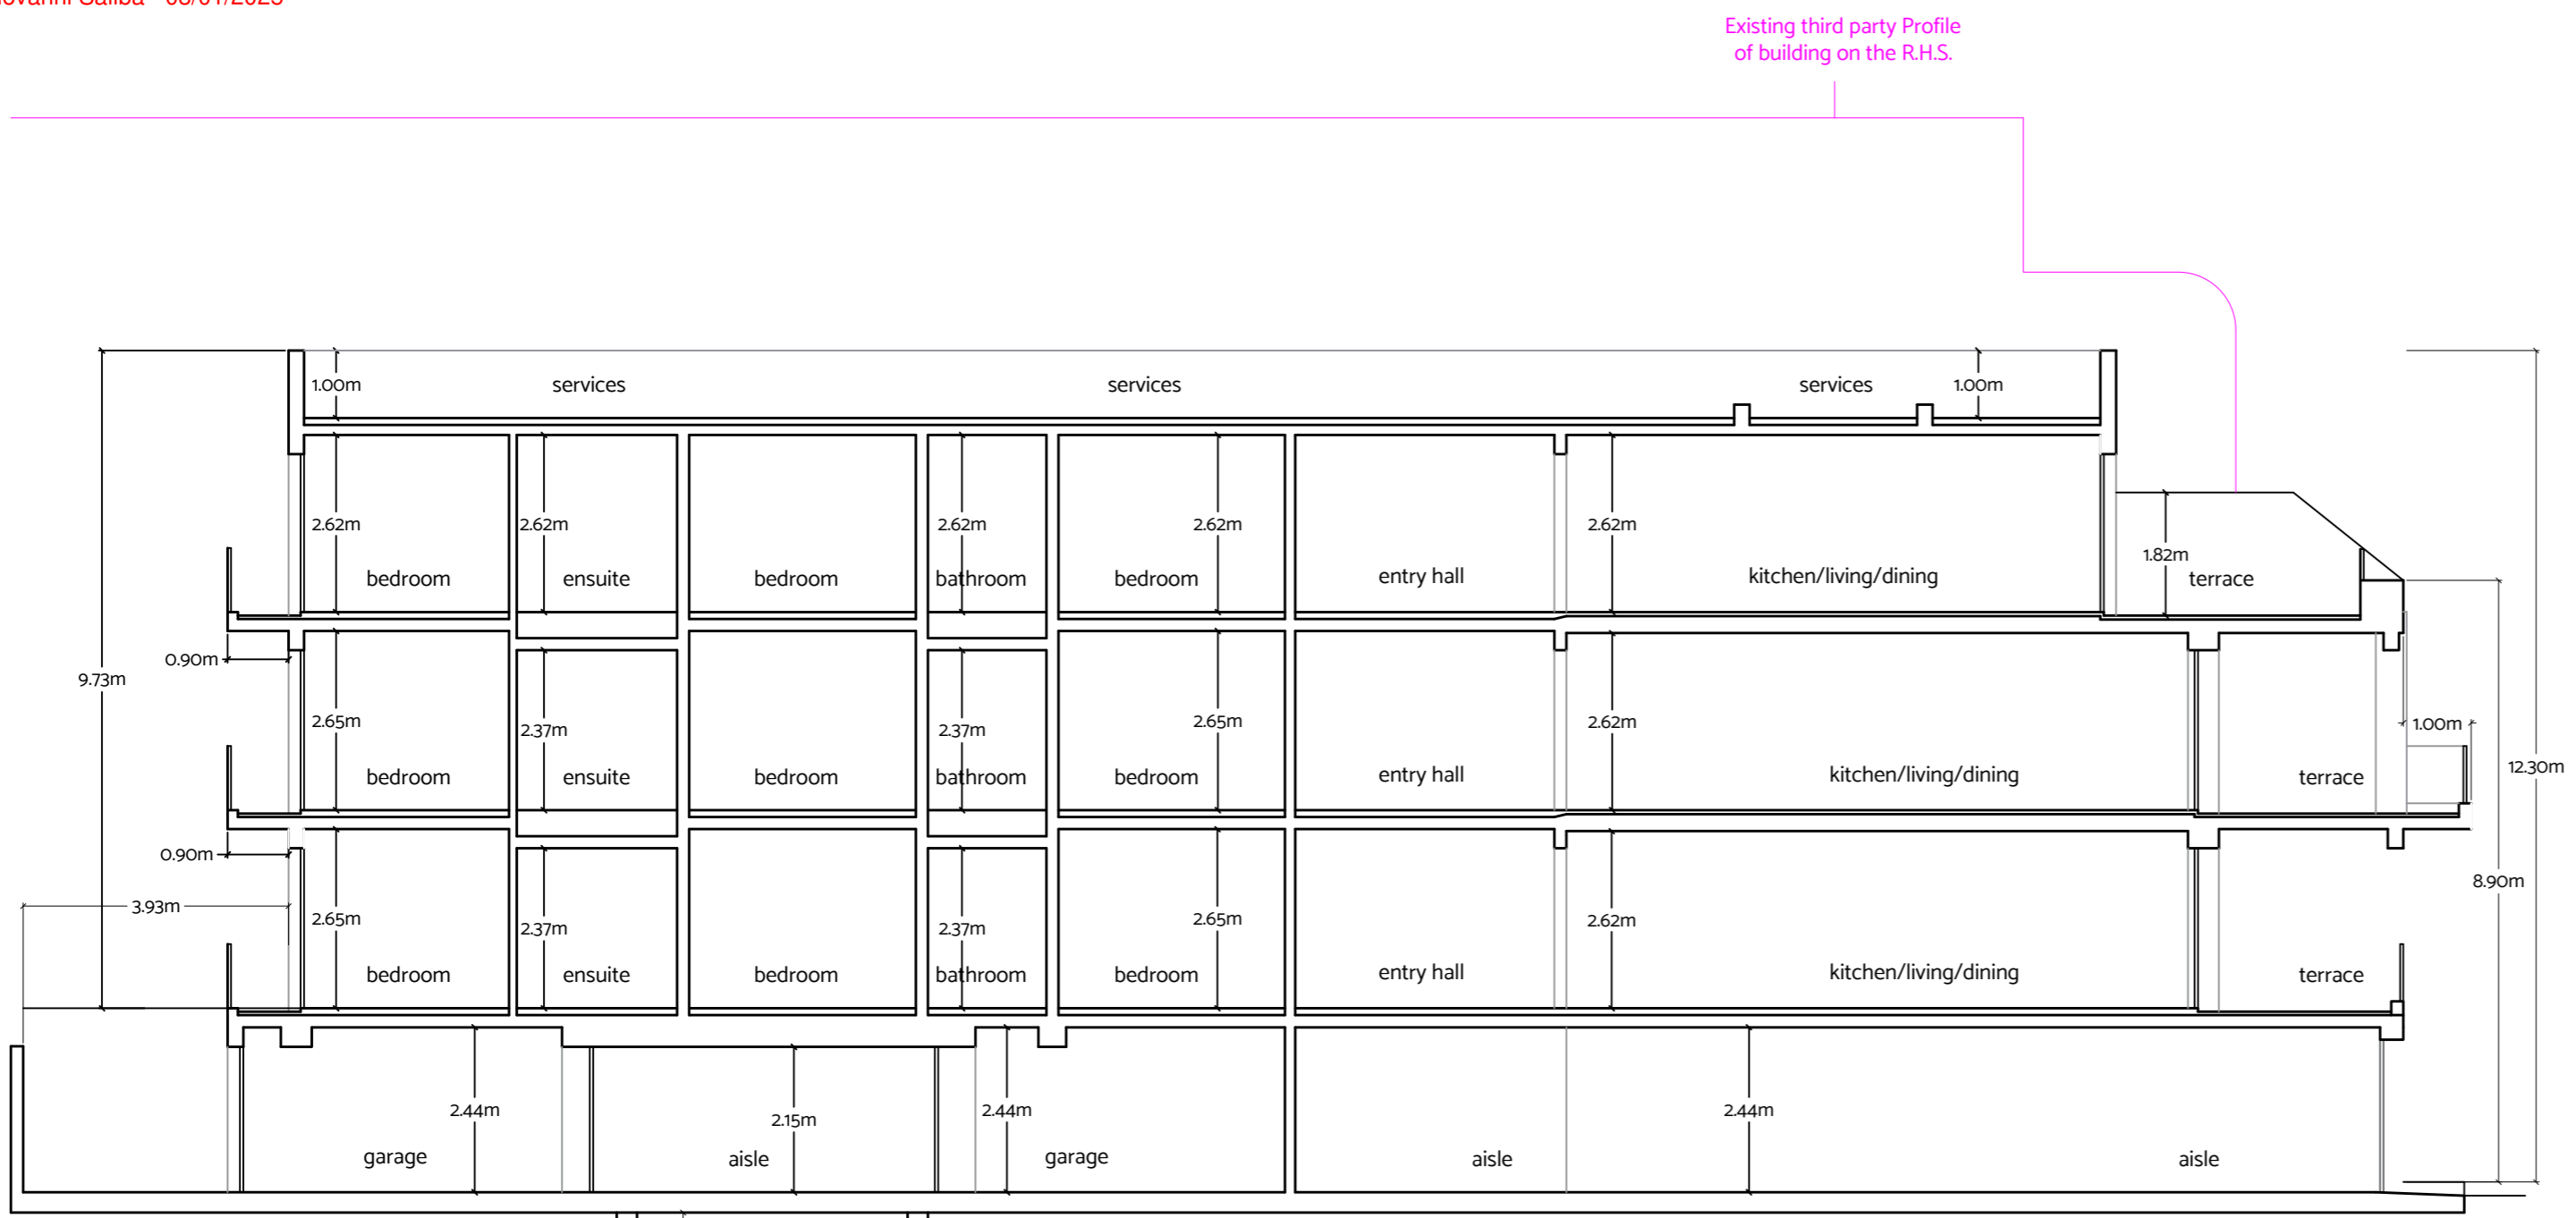 Saliba - 03/01/2023
Existing third party Profile
of building on the R.H.S.
1.00m
services
services
services
1.00m
2.62m
2.62m
2.62m
2.62m
2.62m
1.82m
bedroom
ensuite
bedroom
bathroom
bedroom
entry hall
kitchen/living/dining
terrace
0.90m
9.73m
2.65m
2.37m
2.37m
2.65m
2.62m
1.00m
bedroom
ensuite
bedroom
bathroom
bedroom
entry hall
kitchen/living/dining
terrace
12.30m
0.90m
8.90m
3.93m
2.65m
2.37m
2.37m
2.65m
2.62m
bedroom
ensuite
bedroom
bathroom
bedroom
entry hall
kitchen/living/dining
terrace
2.44m
2.15m
2.44m
2.44m
garage
aisle
garage
aisle
aisle